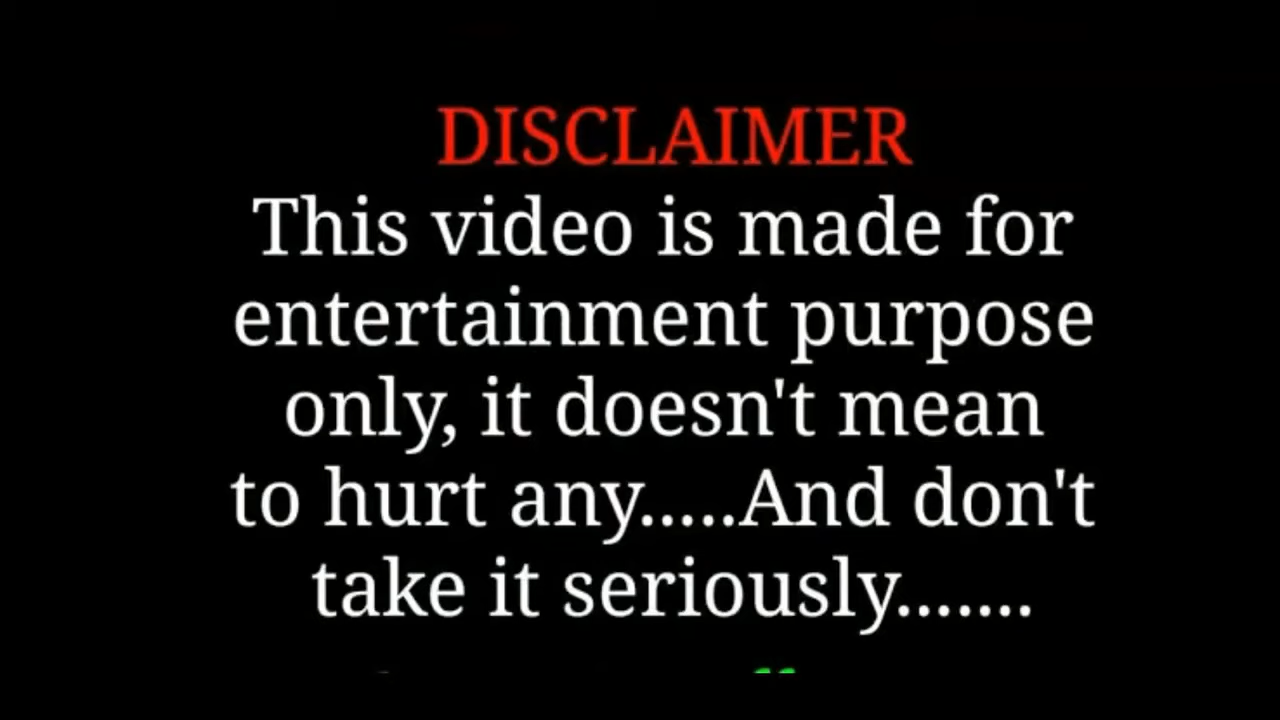 DISCLAIMER
This video is made for
entertainment purpose
only, it doesn't mean
to hurt any.....And don't
take it seriously.......